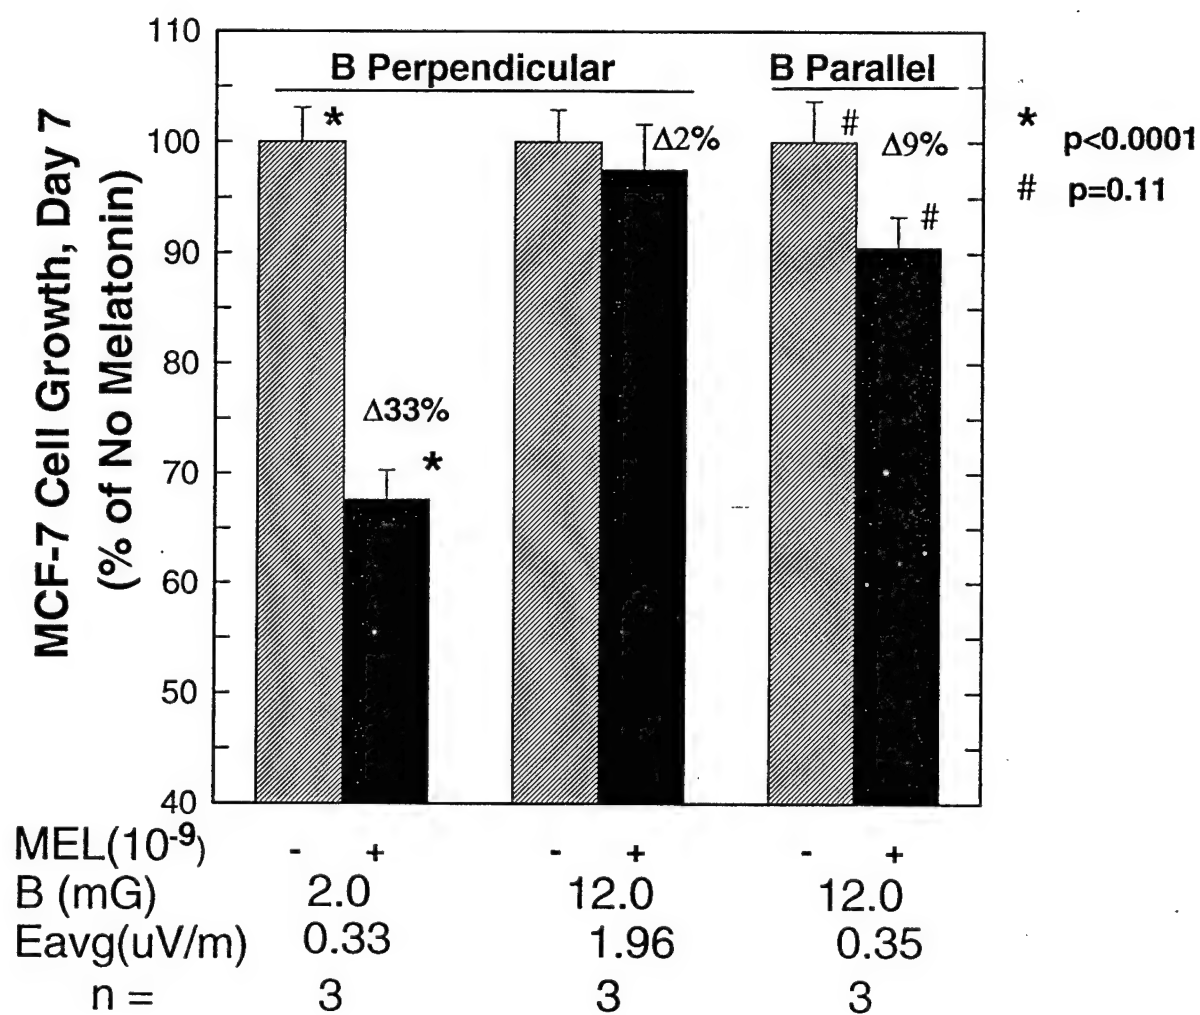 MCF-7 Cell Growth, Day 7
(% of No Melatonin)
110
100
90
80
70
60
50
40
B Perpendicular
B Parallel
*
Δ33%
*
Δ2%
#
Δ9%
#
* p<0.0001
# p=0.11
MEL(10-9) - + - + - +
B (mG) 2.0 12.0 12.0
Eavg(uV/m) 0.33 1.96 0.35
n = 3 3 3